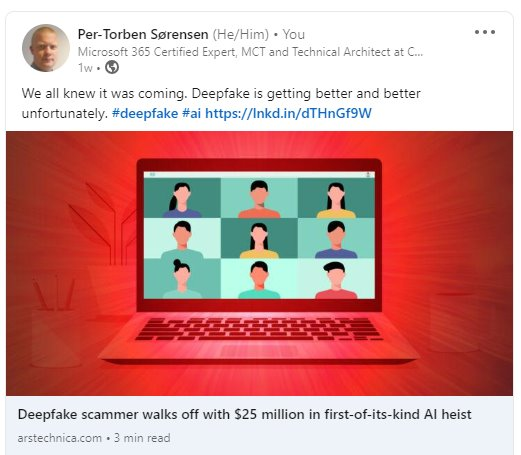 Per-Torben Sørensen (He/Him) • You
Microsoft 365 Certified Expert, MCT and Technical Architect at C...
1w •
We all knew it was coming. Deepfake is getting better and better
unfortunately. #deepfake #ai https://lnkd.in/dTHnGf9W
Deepfake scammer walks off with $25 million in first-of-its-kind AI heist
arstechnica.com • 3 min read